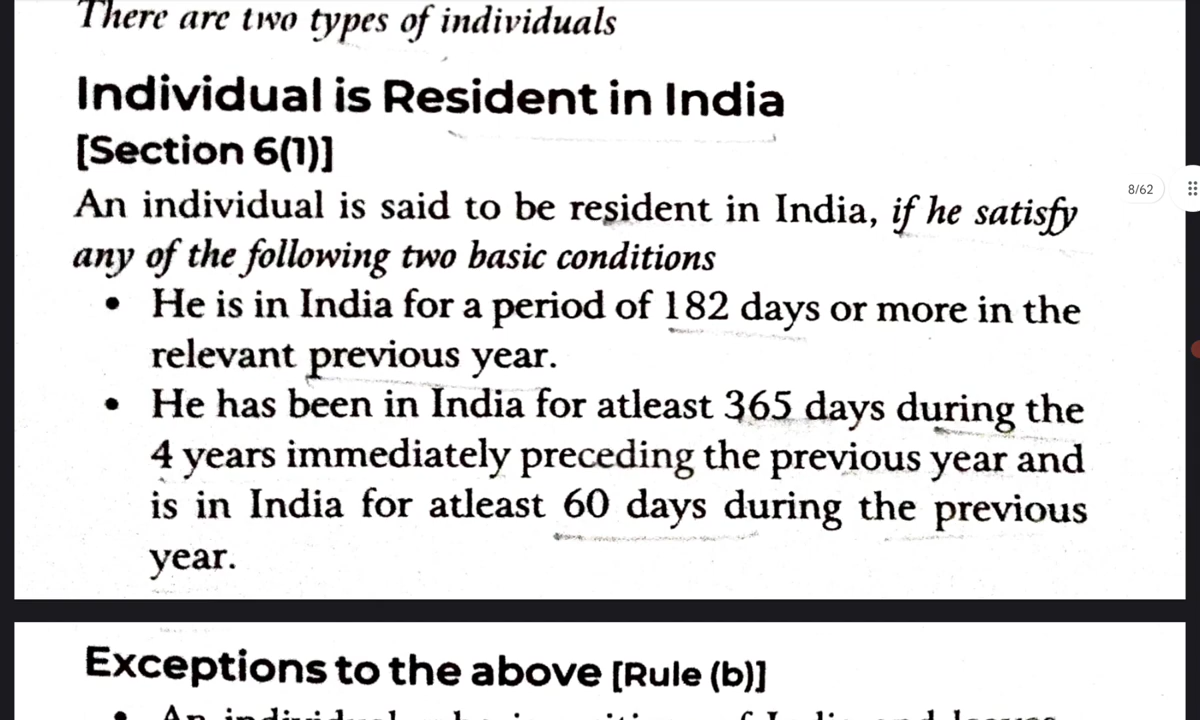 There are two types of individuals
Individual is Resident in India
[Section 6(1)]
An individual is said to be resident in India, if he satisfy
any of the following two basic conditions
• He is in India for a period of 182 days or more in the
relevant previous year.
• He has been in India for atleast 365 days during the
4 years immediately preceding the previous year and
is in India for atleast 60 days during the previous
year.
8/62
Exceptions to the above [Rule (b)]